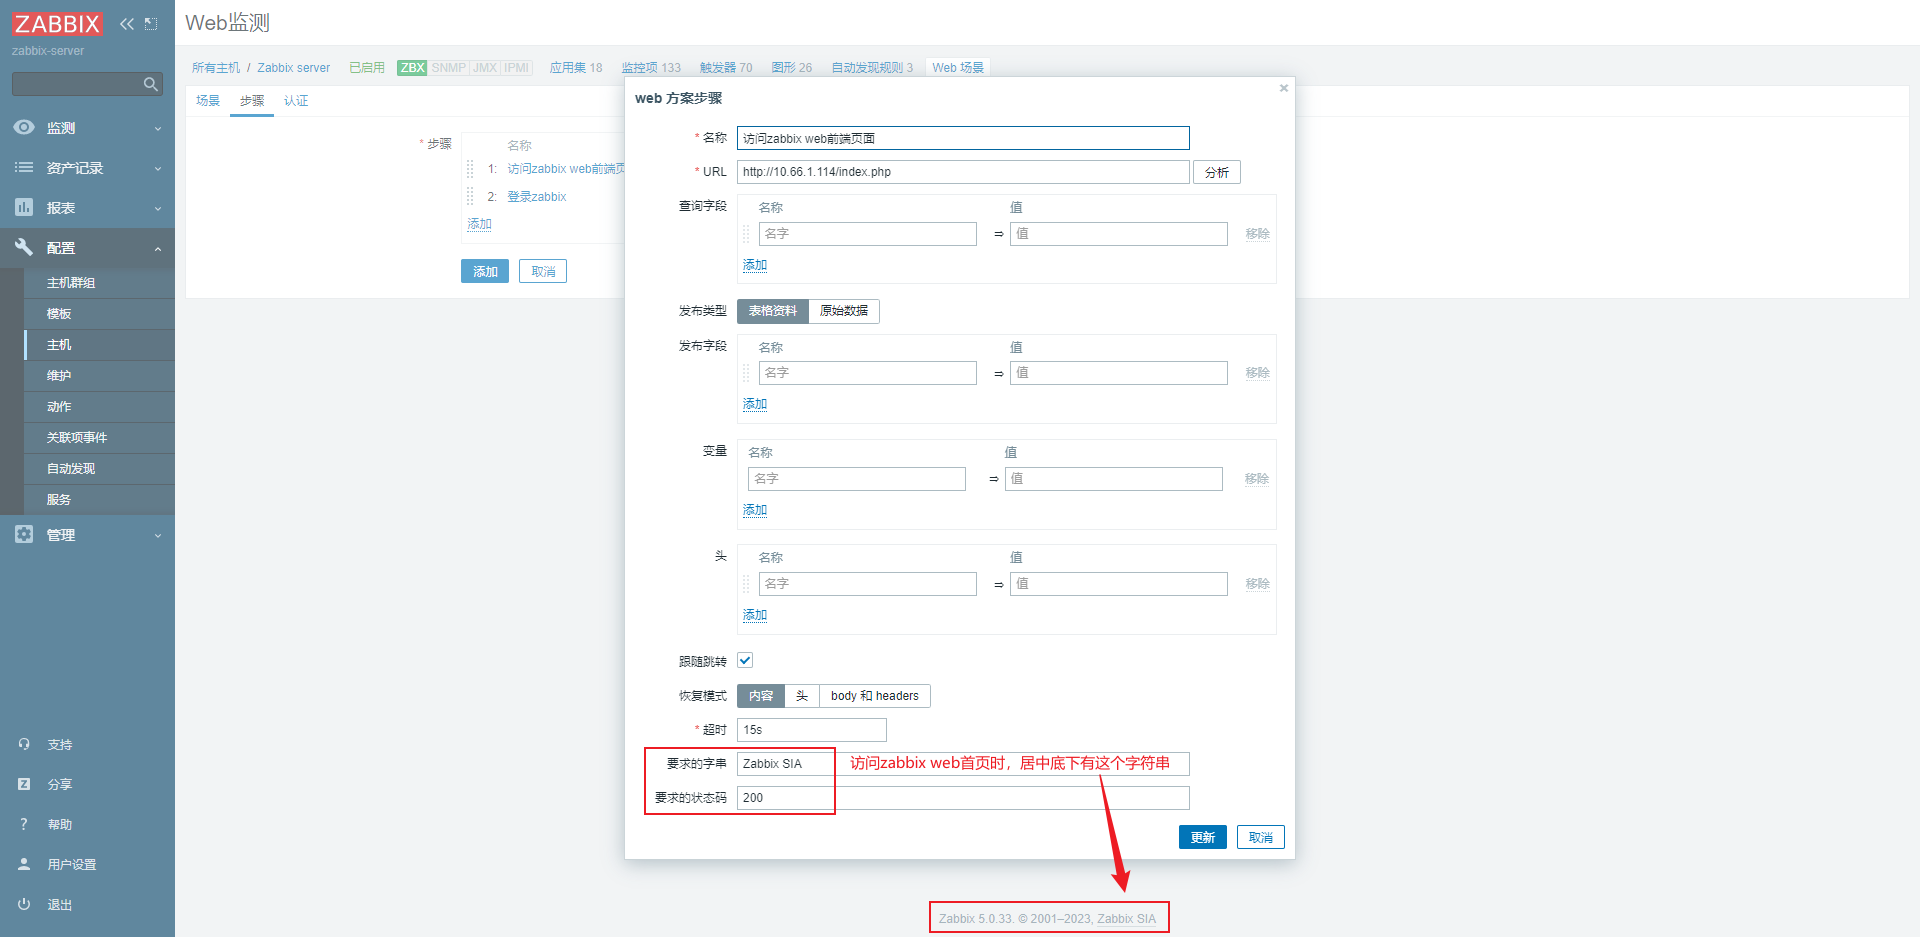 ZABBIX
zabbix-server
监测
资产记录
报表
配置
主机群组
模板
主机
维护
动作
关联项事件
自动发现
服务
管理
支持
分享
帮助
用户设置
退出
Web监测
所有主机 / Zabbix server 已启用 ZBX SNMP JMX IPMI 应用集 18 监控项 133 触发器 70 图形 26 自动发现规则 3 Web 场景
场景 步骤 认证
* 步骤 名称
1: 访问zabbix web前端页
2: 登录zabbix
添加
添加 取消
web 方案步骤
* 名称 访问zabbix web前端页面
* URL http://10.66.1.114/index.php 分析
查询字段 名称 值
名字 ⇒ 值 移除
添加
发布类型 表格资料 原始数据
发布字段 名称 值
名字 ⇒ 值 移除
添加
变量 名称 值
名字 ⇒ 值 移除
添加
头 名称 值
名字 ⇒ 值 移除
添加
跟随跳转
恢复模式 内容 头 body 和 headers
* 超时 15s
要求的字串 Zabbix SIA 访问zabbix web首页时，居中底下有这个字符串
要求的状态码 200
更新 取消
Zabbix 5.0.33. © 2001–2023, Zabbix SIA